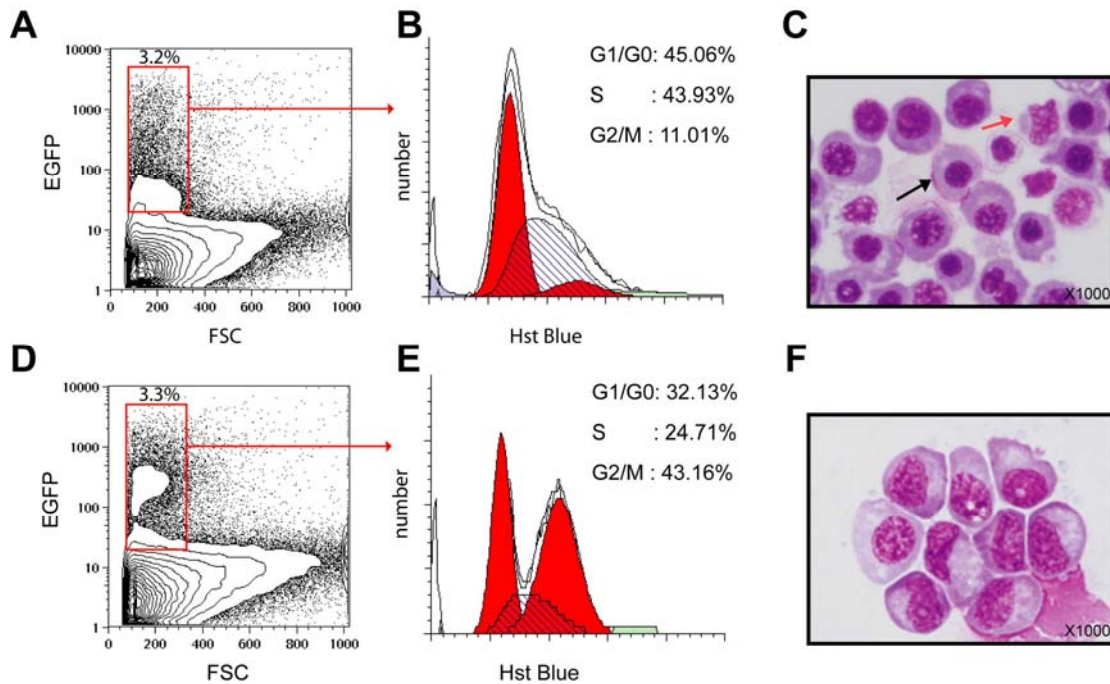 A
3.2%
10000
1000
100
10
1
EGFP
0 200 400 600 800 1000
FSC
B
number
G1/G0: 45.06%
S : 43.93%
G2/M : 11.01%
Hst Blue
C
X1000
D
3.3%
10000
1000
100
10
1
EGFP
0 200 400 600 800 1000
FSC
E
number
G1/G0: 32.13%
S : 24.71%
G2/M : 43.16%
Hst Blue
F
X1000